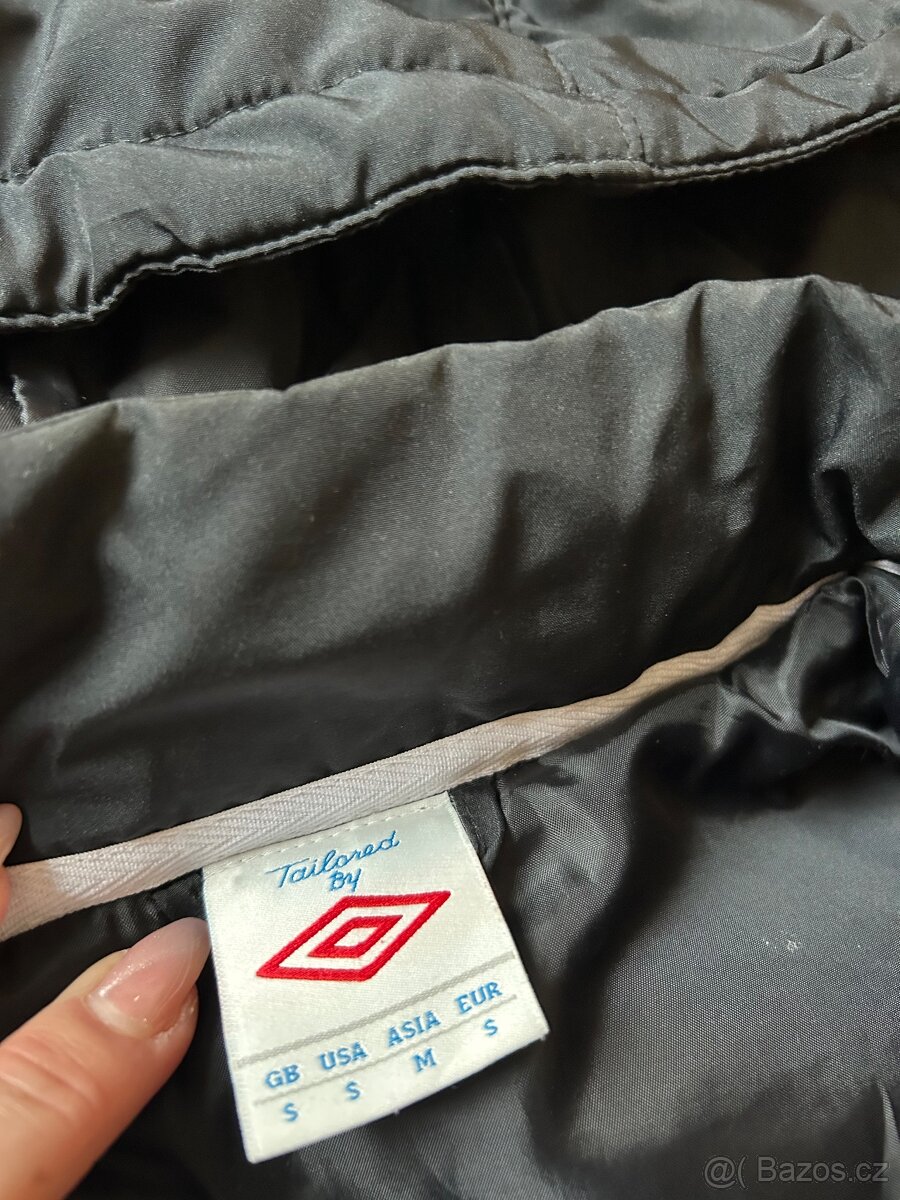 Tailored
By
GB USA ASIA EUR
S S M S
@( Bazos.cz